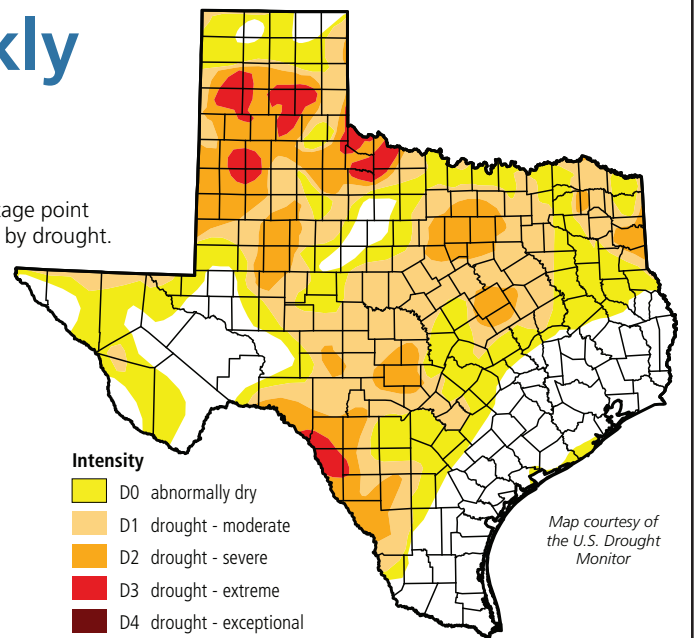 kly
tage point
by drought.
Intensity
D0 abnormally dry
D1 drought - moderate
D2 drought - severe
D3 drought - extreme
D4 drought - exceptional
Map courtesy of
the U.S. Drought
Monitor